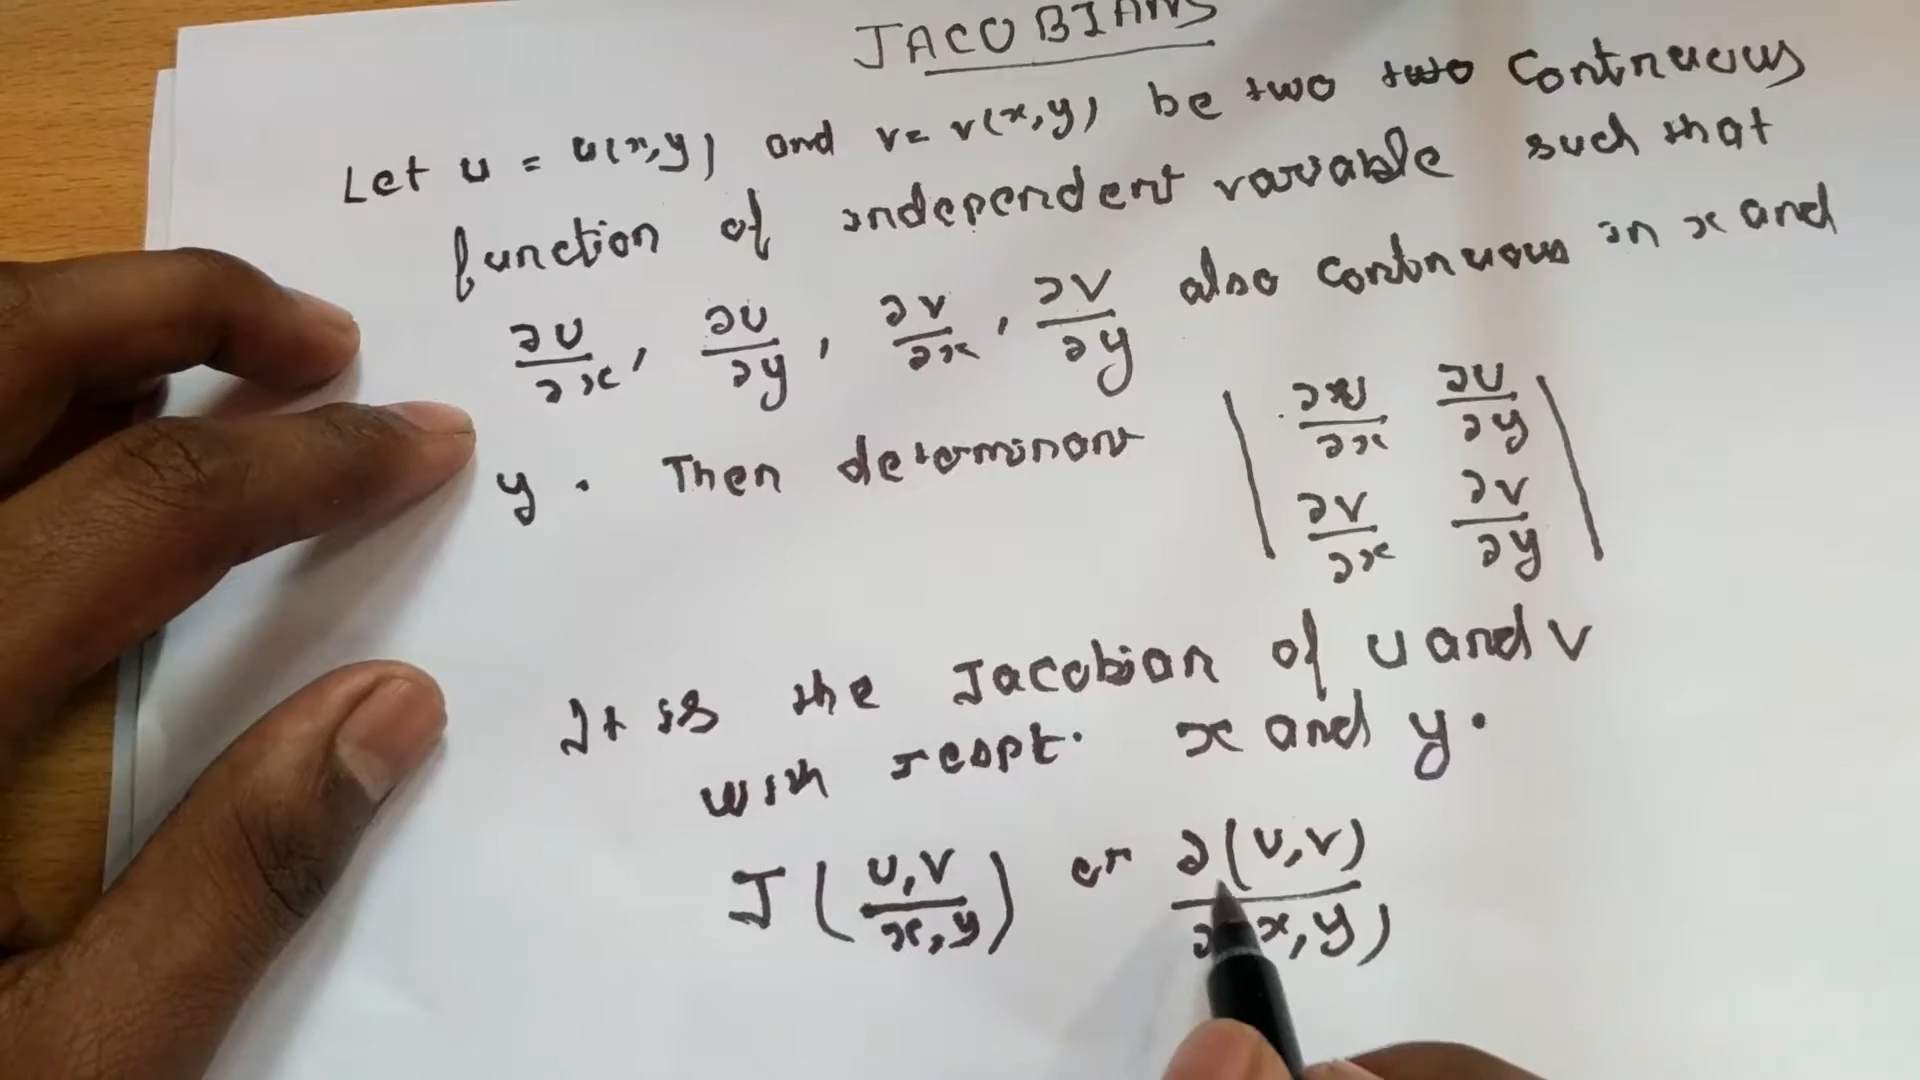 JACOBIANS
Let u = u(x,y) and v = v(x,y) be two two Continuous
function of independent variable such that
∂u/∂x, ∂u/∂y, ∂v/∂x, ∂v/∂y also continuous in x and
y. Then determinant | ∂u/∂x ∂u/∂y |
| ∂v/∂x ∂v/∂y |
It is the Jacobian of u and v
with respt. x and y.
J(u,v/x,y) or ∂(u,v)/∂(x,y)